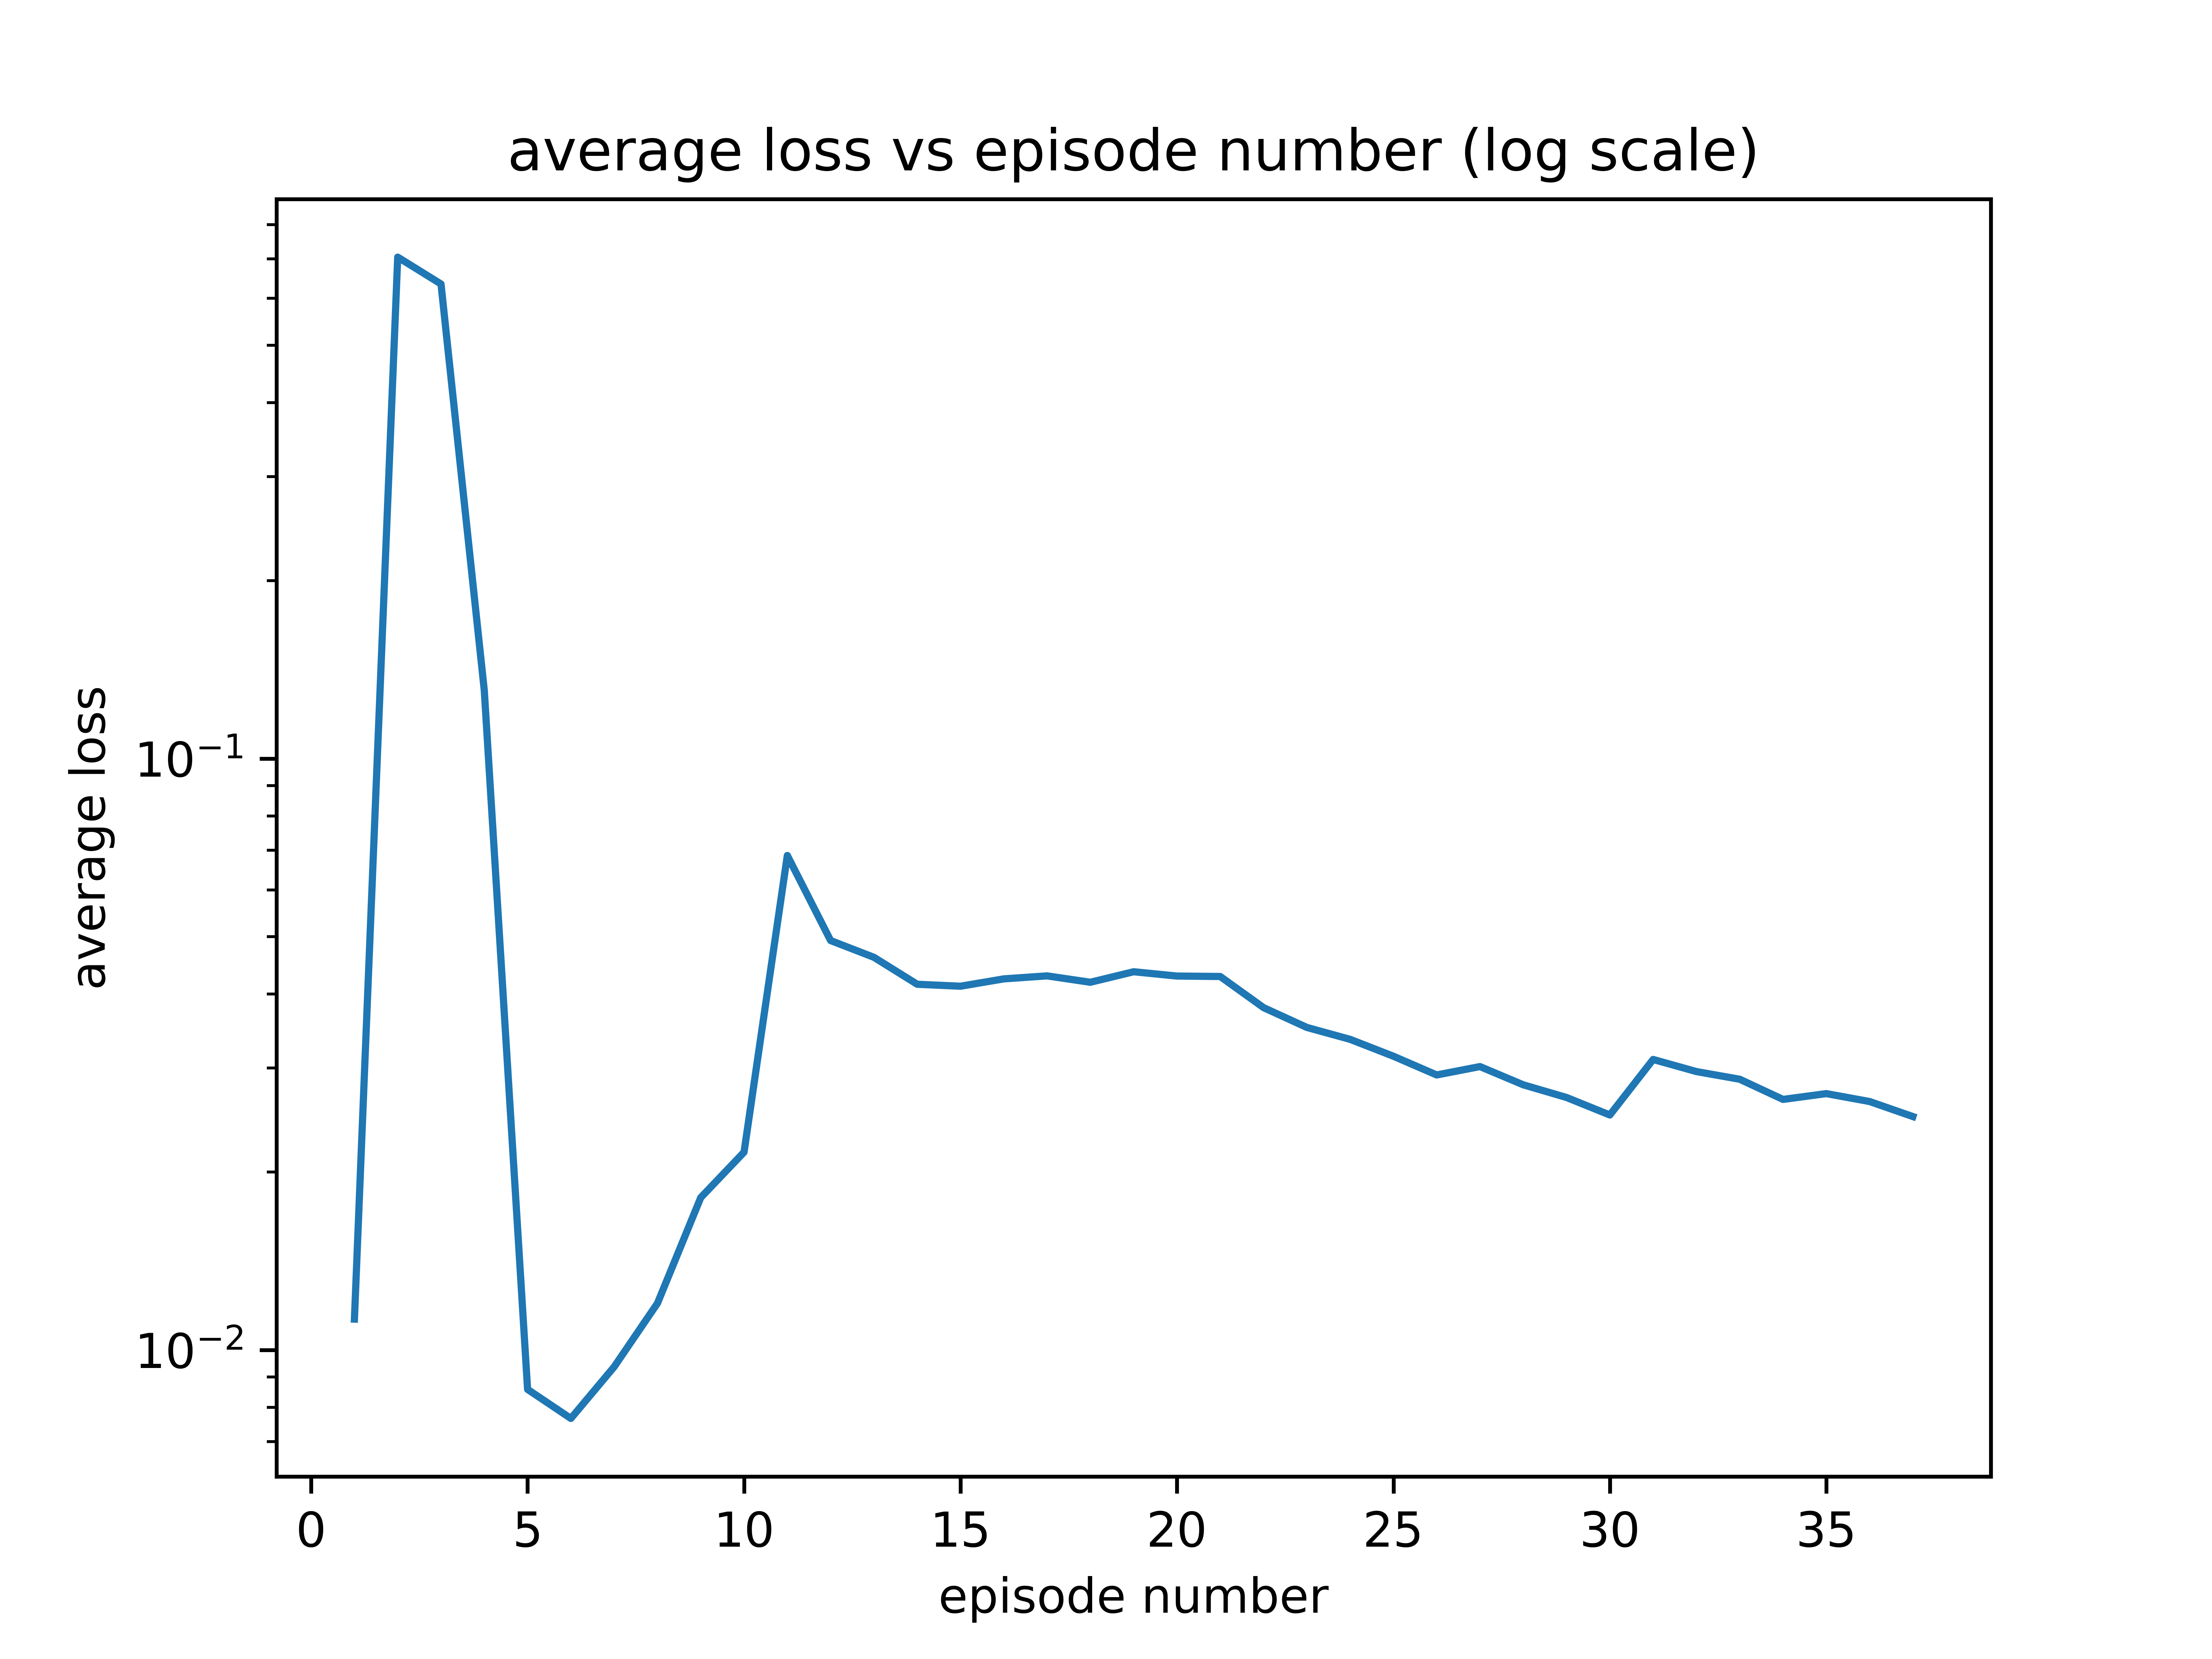 average loss vs episode number (log scale)
average loss
10⁻¹
10⁻²
0 5 10 15 20 25 30 35
episode number